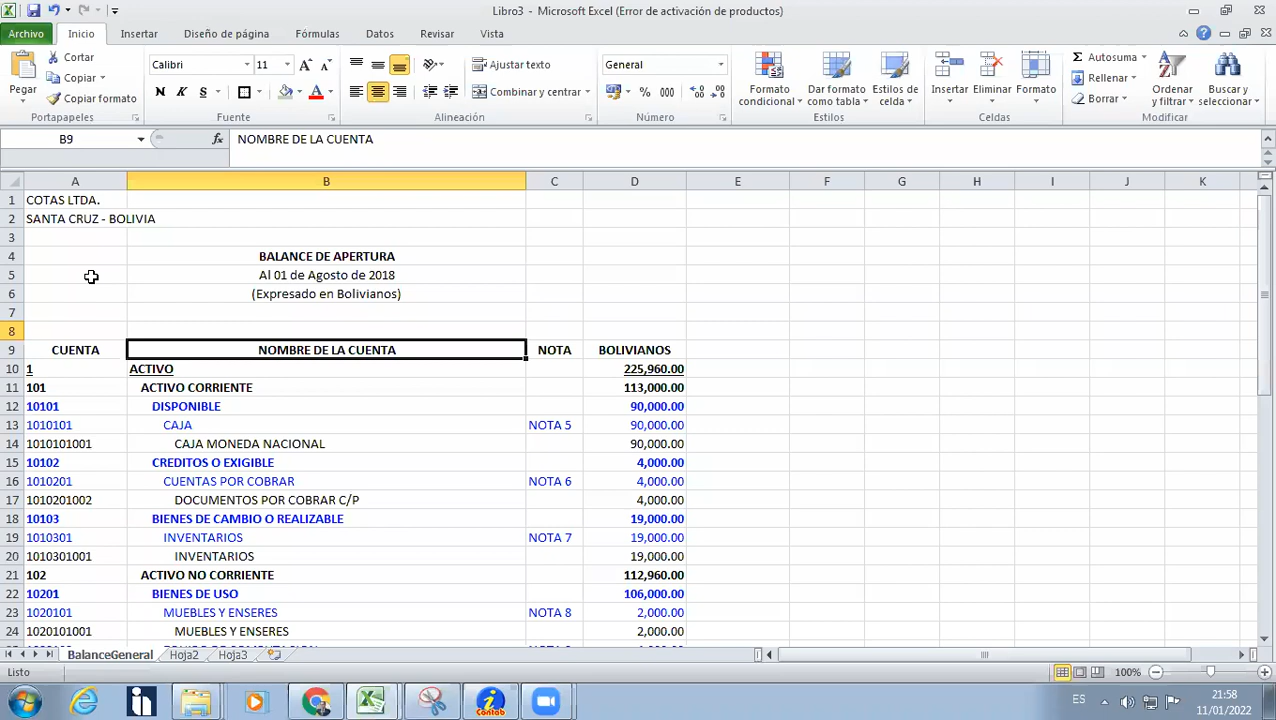 Libro3 - Microsoft Excel (Error de activación de productos)
Archivo Inicio Insertar Diseño de página Fórmulas Datos Revisar Vista
Pegar
Cortar
Copiar
Copiar formato
Portapapeles
Calibri 11
N K S
Fuente
Ajustar texto
Combinar y centrar
Alineación
General
% 000
Número
Formato condicional
Dar formato como tabla
Estilos de celda
Estilos
Insertar Eliminar Formato
Celdas
Autosuma
Rellenar
Borrar
Ordenar y filtrar
Buscar y seleccionar
Modificar
B9 fx NOMBRE DE LA CUENTA
A B C D E F G H I J K
1 COTAS LTDA.
2 SANTA CRUZ - BOLIVIA
3
4 BALANCE DE APERTURA
5 Al 01 de Agosto de 2018
6 (Expresado en Bolivianos)
7
8
9 CUENTA NOMBRE DE LA CUENTA NOTA BOLIVIANOS
10 1 ACTIVO 225,960.00
11 101 ACTIVO CORRIENTE 113,000.00
12 10101 DISPONIBLE 90,000.00
13 1010101 CAJA NOTA 5 90,000.00
14 1010101001 CAJA MONEDA NACIONAL 90,000.00
15 10102 CREDITOS O EXIGIBLE 4,000.00
16 1010201 CUENTAS POR COBRAR NOTA 6 4,000.00
17 1010201002 DOCUMENTOS POR COBRAR C/P 4,000.00
18 10103 BIENES DE CAMBIO O REALIZABLE 19,000.00
19 1010301 INVENTARIOS NOTA 7 19,000.00
20 1010301001 INVENTARIOS 19,000.00
21 102 ACTIVO NO CORRIENTE 112,960.00
22 10201 BIENES DE USO 106,000.00
23 1020101 MUEBLES Y ENSERES NOTA 8 2,000.00
24 1020101001 MUEBLES Y ENSERES 2,000.00
BalanceGeneral Hoja2 Hoja3
Listo 100%
Contab
ES
21:58
11/01/2022